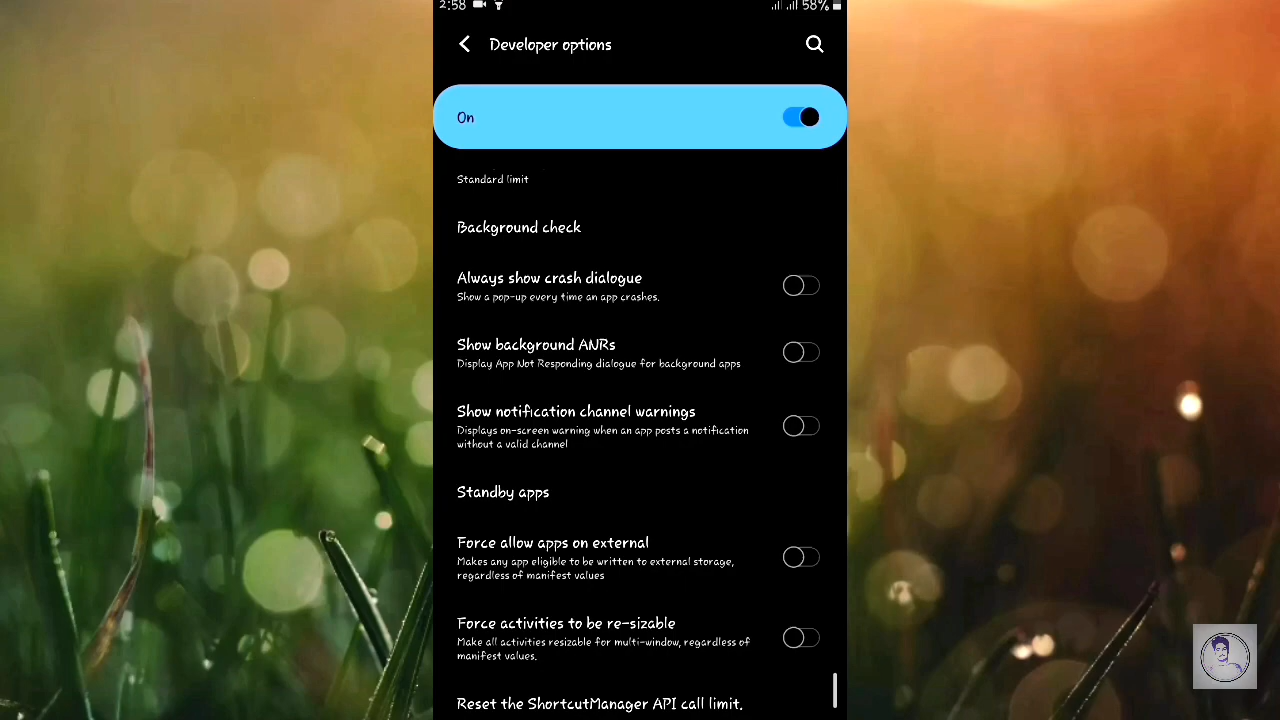 2:58
58%
Developer options
On
Standard limit
Background check
Always show crash dialogue
Show a pop-up every time an app crashes.
Show background ANRs
Display App Not Responding dialogue for background apps
Show notification channel warnings
Displays on-screen warning when an app posts a notification
without a valid channel
Standby apps
Force allow apps on external
Makes any app eligible to be written to external storage,
regardless of manifest values
Force activities to be re-sizable
Make all activities resizable for multi-window, regardless of
manifest values.
Reset the ShortcutManager API call limit.